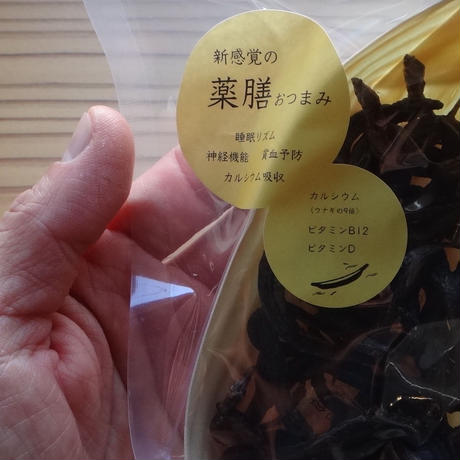 新感覚の
薬膳おつまみ
睡眠リズム
神経機能 貧血予防
カルシウム吸収
カルシウム
(ウナギの9倍)
ビタミンB12
ビタミンD